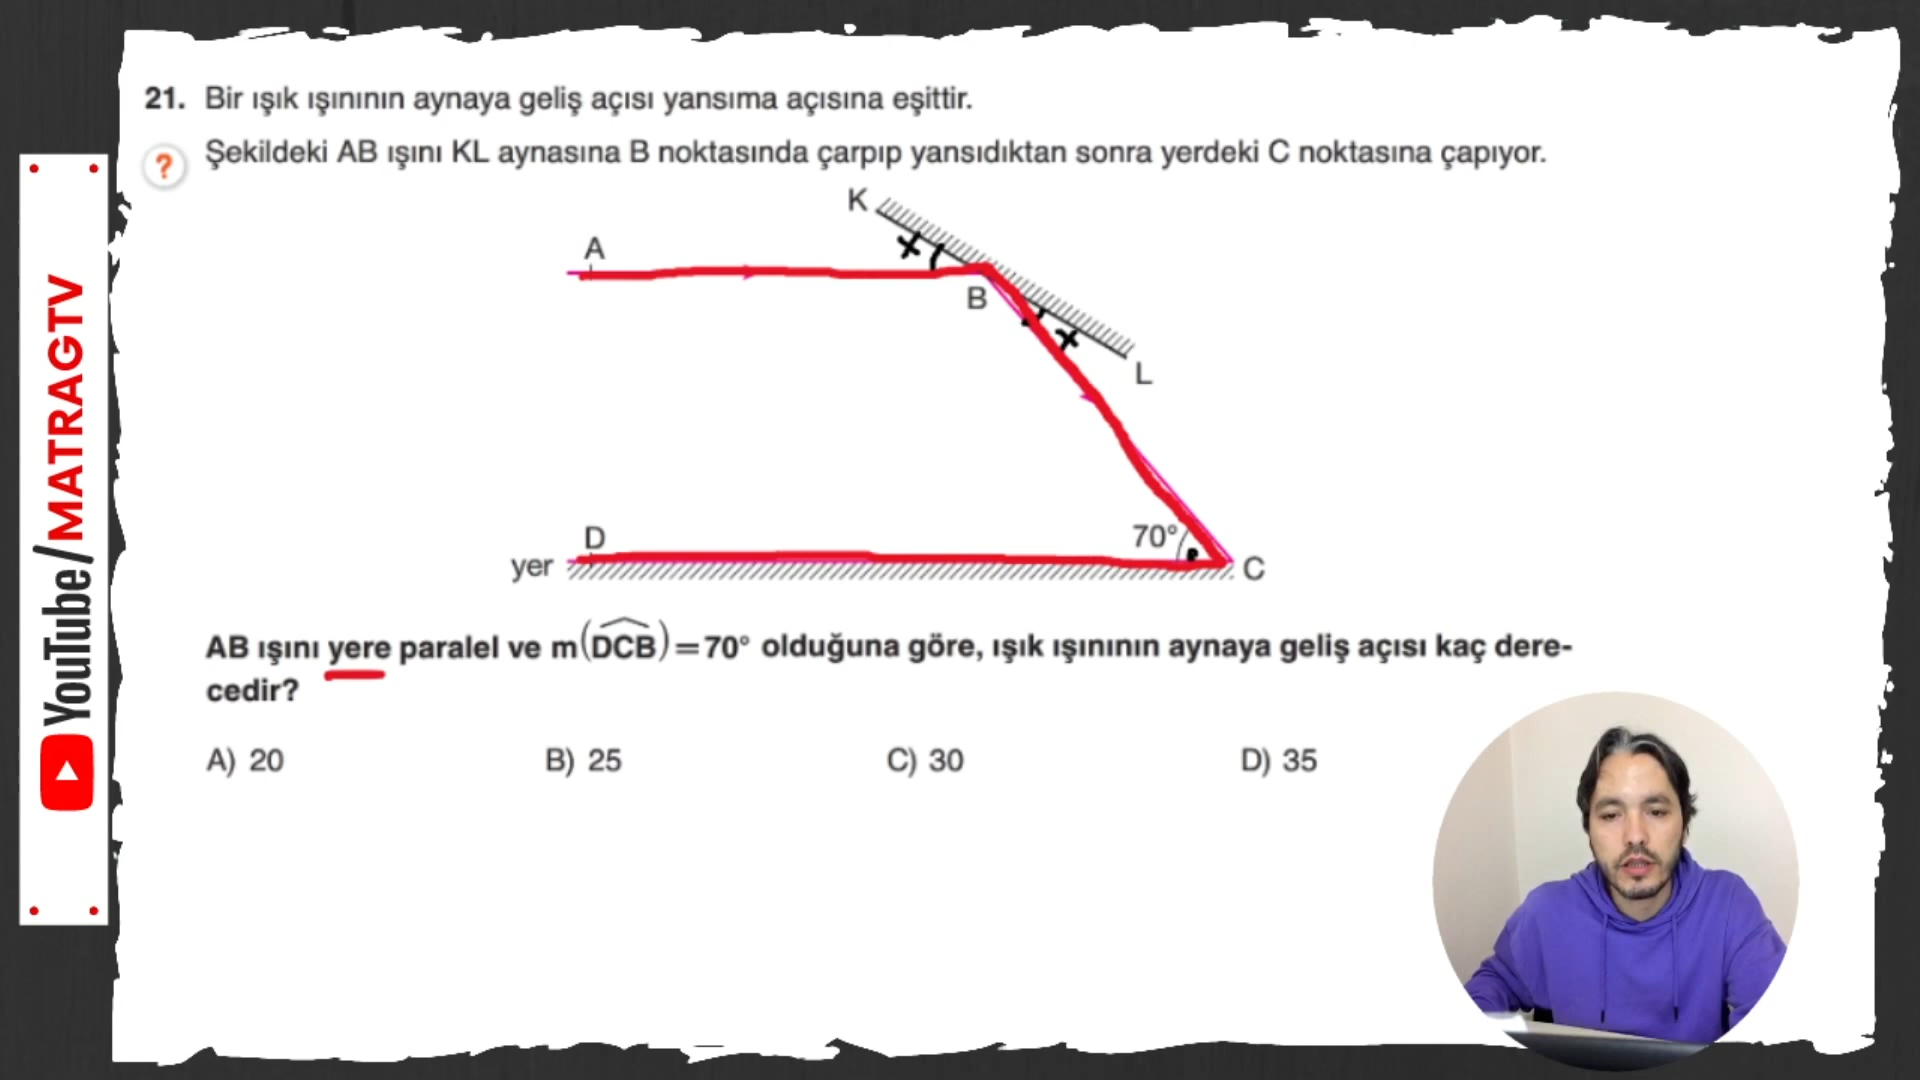 YouTube/MATRAGTV
21. Bir ışık ışınının aynaya geliş açısı yansıma açısına eşittir.
?
Şekildeki AB ışını KL aynasına B noktasında çarpıp yansıdıktan sonra yerdeki C noktasına çapıyor.
K
A
x
B
x
L
D
70°
yer
C
AB ışını yere paralel ve m(DCB)=70° olduğuna göre, ışık ışınının aynaya geliş açısı kaç dere-
cedir?
A) 20 B) 25 C) 30 D) 35